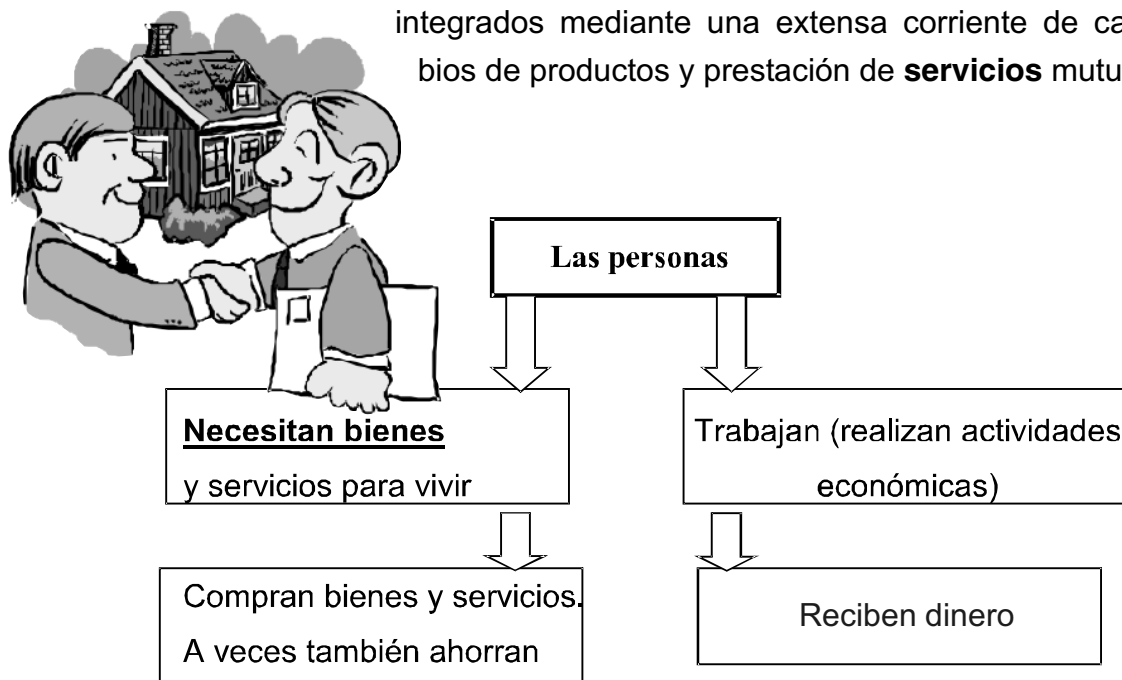 integrados mediante una extensa corriente de ca
bios de productos y prestación de servicios mutu
Las personas
Necesitan bienes
y servicios para vivir
Trabajan (realizan actividades
económicas)
Compran bienes y servicios.
A veces también ahorran
Reciben dinero